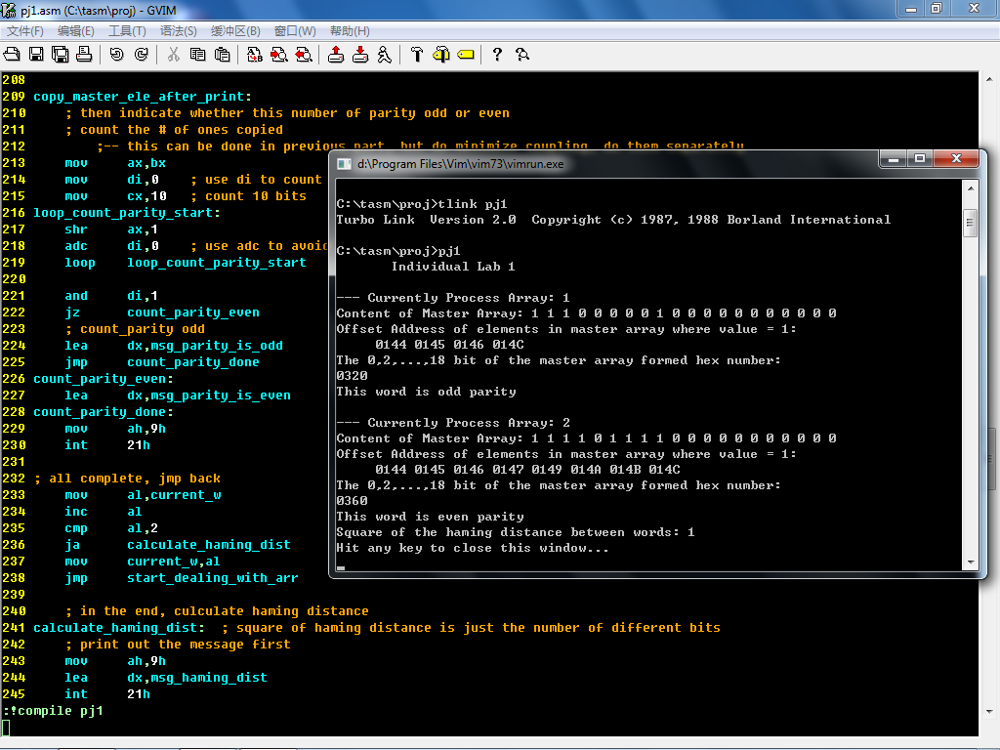 pj1.asm (C:\tasm\proj) - GVIM
文件(F) 编辑(E) 工具(T) 语法(S) 缓冲区(B) 窗口(W) 帮助(H)
208
209 copy_master_ele_after_print:
210     ; then indicate whether this number of parity odd or even
211     ; count the # of ones copied
212         ;-- this can be done in previous part, but do minimize coupling, do them separately
213     mov     ax,bx
214     mov     di,0    ; use di to count
215     mov     cx,10   ; count 10 bits
216 loop_count_parity_start:
217     shr     ax,1
218     adc     di,0    ; use adc to avoid
219     loop    loop_count_parity_start
220
221     and     di,1
222     jz      count_parity_even
223     ; count_parity odd
224     lea     dx,msg_parity_is_odd
225     jmp     count_parity_done
226 count_parity_even:
227     lea     dx,msg_parity_is_even
228 count_parity_done:
229     mov     ah,9h
230     int     21h
231
232 ; all complete, jmp back
233     mov     al,current_w
234     inc     al
235     cmp     al,2
236     ja      calculate_haming_dist
237     mov     current_w,al
238     jmp     start_dealing_with_arr
239
240     ; in the end, culculate haming distance
241 calculate_haming_dist:  ; square of haming distance is just the number of different bits
242     ; print out the message first
243     mov     ah,9h
244     lea     dx,msg_haming_dist
245     int     21h
:!compile pj1
d:\Program Files\Vim\vim73\vimrun.exe
C:\tasm\proj>tlink pj1
Turbo Link  Version 2.0  Copyright (c) 1987, 1988 Borland International
C:\tasm\proj>pj1
Individual Lab 1
--- Currently Process Array: 1
Content of Master Array: 1 1 1 0 0 0 0 0 1 0 0 0 0 0 0 0 0 0 0 0
Offset Address of elements in master array where value = 1:
0144 0145 0146 014C
The 0,2,...,18 bit of the master array formed hex number:
0320
This word is odd parity
--- Currently Process Array: 2
Content of Master Array: 1 1 1 1 0 1 1 1 1 0 0 0 0 0 0 0 0 0 0 0
Offset Address of elements in master array where value = 1:
0144 0145 0146 0147 0149 014A 014B 014C
The 0,2,...,18 bit of the master array formed hex number:
0360
This word is even parity
Square of the haming distance between words: 1
Hit any key to close this window...